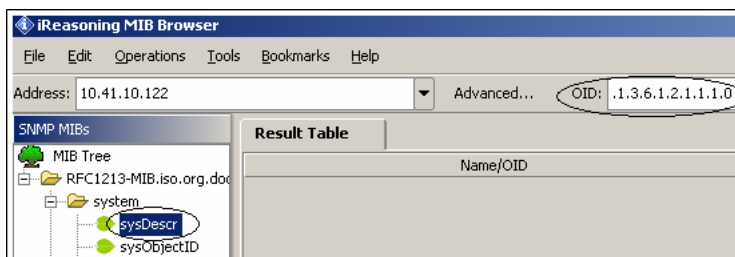 iReasoning MIB Browser
File Edit Operations Tools Bookmarks Help
Address: 10.41.10.122 Advanced... OID: .1.3.6.1.2.1.1.1.0
SNMP MIBs
Result Table
MIB Tree
Name/OID
RFC1213-MIB.iso.org.dod
system
sysDescr
sysObjectID